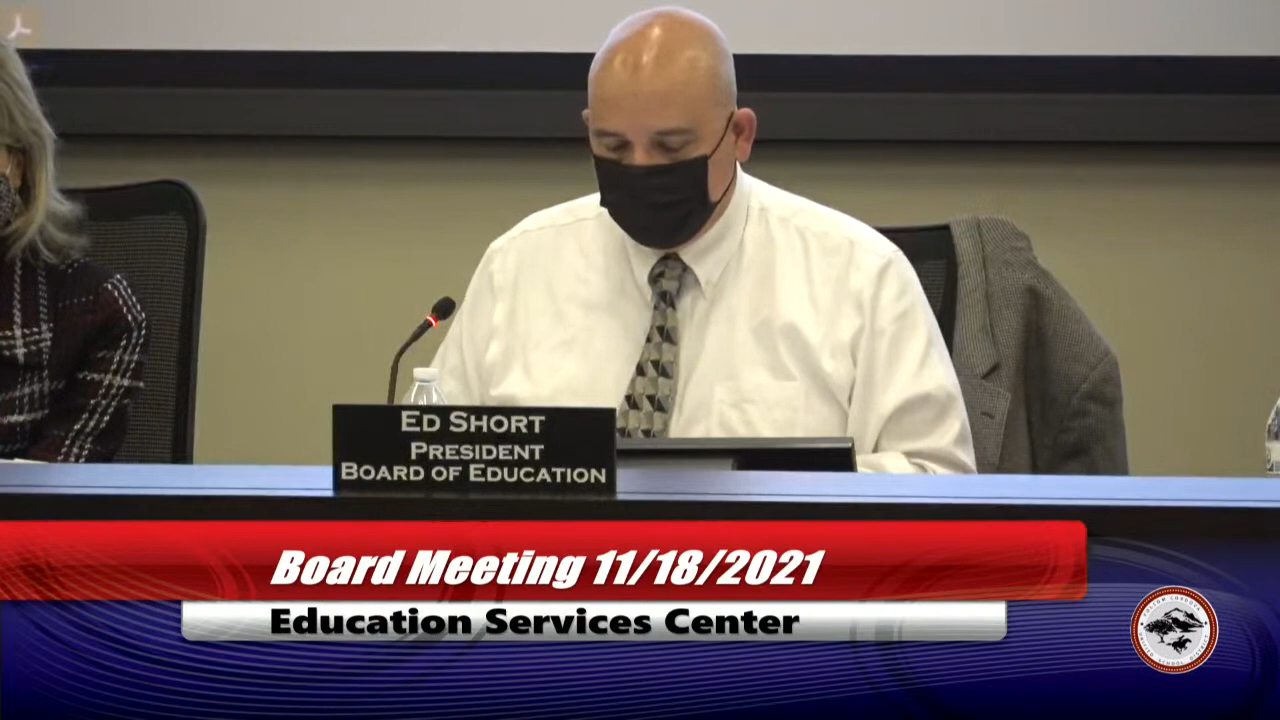 ED SHORT
PRESIDENT
BOARD OF EDUCATION
Board Meeting 11/18/2021
Education Services Center